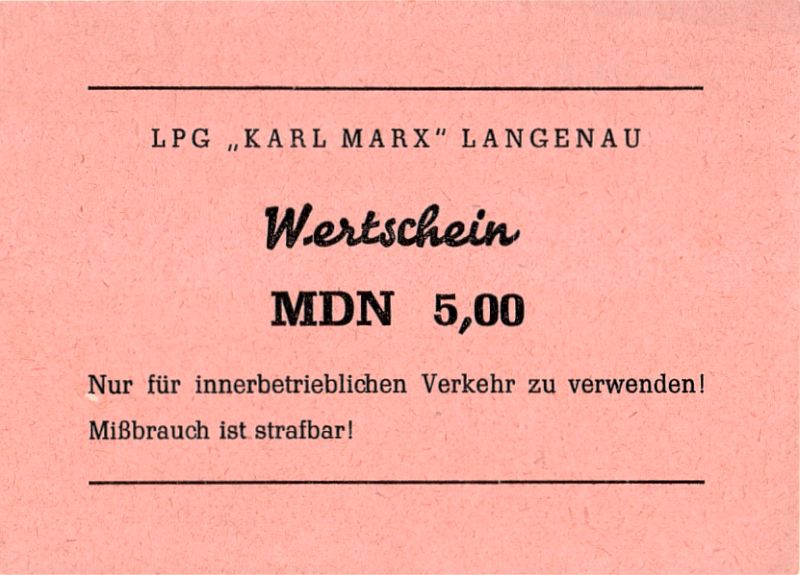 LPG „KARL MARX" LANGENAU
Wertschein
MDN 5,00
Nur für innerbetrieblichen Verkehr zu verwenden!
Mißbrauch ist strafbar!